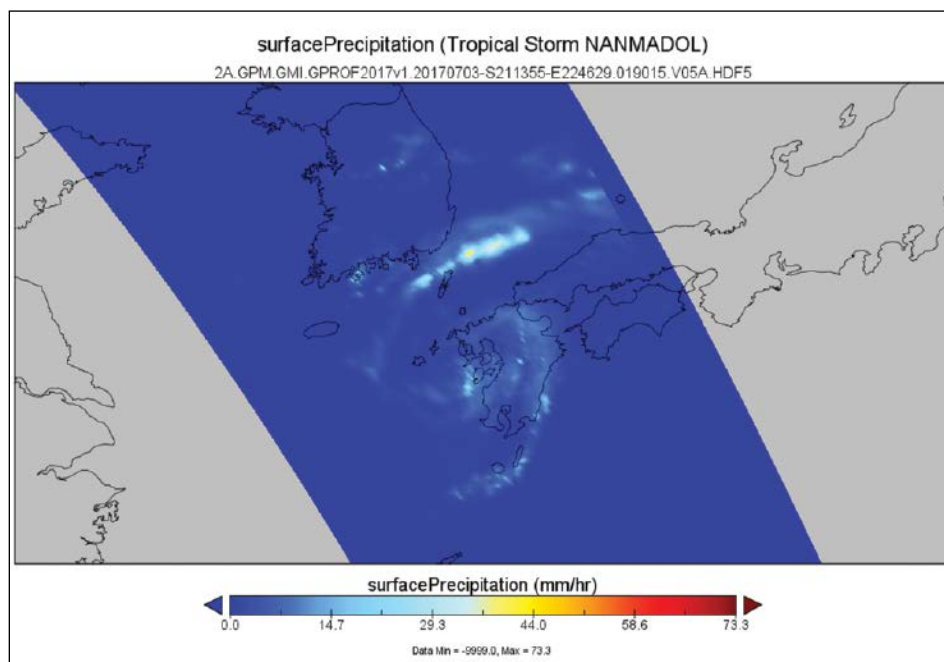 surfacePrecipitation (Tropical Storm NANMADOL)
2A.GPM.GMI.GPROF2017v1.20170703-S211355-E224629.019015.V05A.HDF5
surfacePrecipitation (mm/hr)
0.0 14.7 29.3 44.0 58.6 73.3
Data Min = -9999.0, Max = 73.3